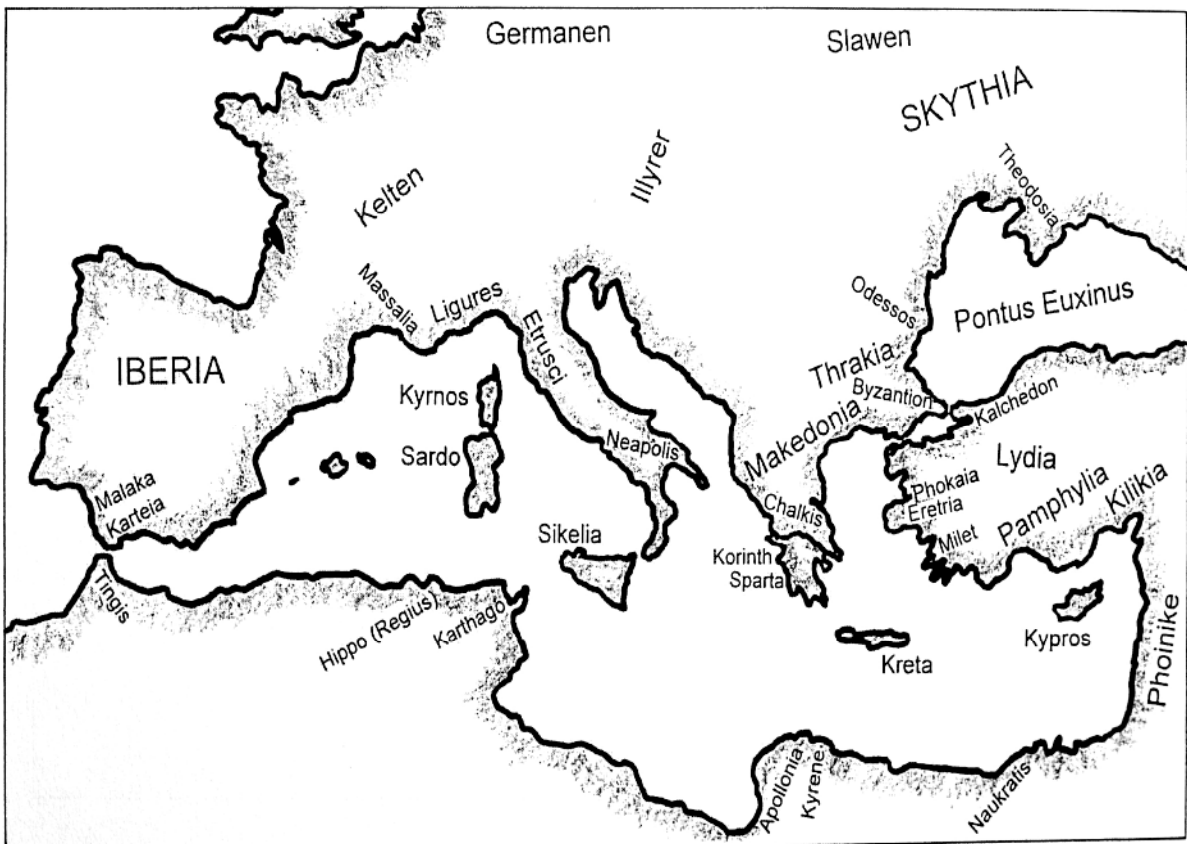 Germanen
Slawen
SKYTHIA
Illyrer
Theodosia
Kelten
Odessos
Pontus Euxinus
Massalia
Ligures
Etrusci
IBERIA
Thrakia
Byzantion
Kalchedon
Kyrnos
Makedonia
Neapolis
Sardo
Lydia
Malaka
Karteia
Chalkis
Phokaia
Eretria
Pamphylia
Kilikia
Milet
Sikelia
Korinth
Sparta
Tingis
Hippo (Regius)
Karthago
Kreta
Kypros
Phoinike
Apollonia
Kyrene
Naukratis